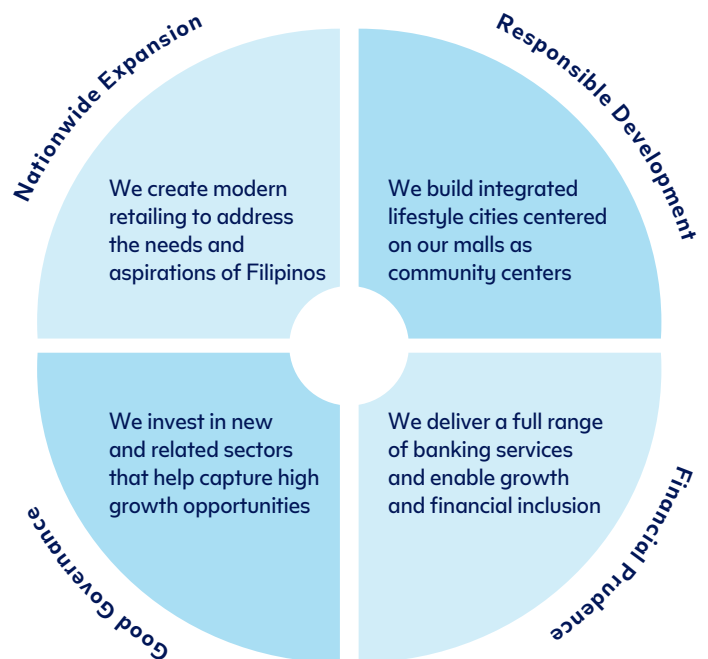 Nationwide Expansion
Responsible Development
We create modern
retailing to address
the needs and
aspirations of Filipinos
We build integrated
lifestyle cities centered
on our malls as
community centers
We invest in new
and related sectors
that help capture high
growth opportunities
We deliver a full range
of banking services
and enable growth
and financial inclusion
Good Governance
Financial Prudence